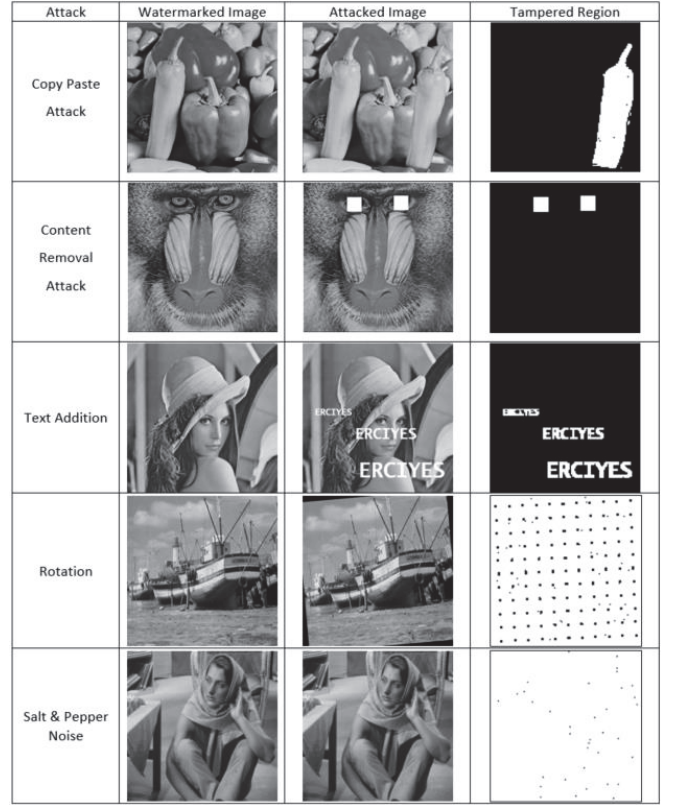 Attack Watermarked Image Attacked Image Tampered Region
Copy Paste
Attack
Content
Removal
Attack
Text Addition
ERCIYES
ERCIYES
ERCIYES
ERCIYES
ERCIYES
ERCIYES
Rotation
Salt & Pepper
Noise